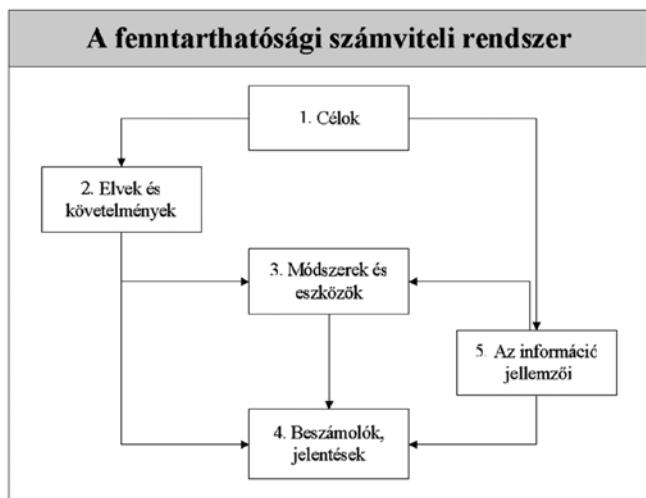 A fenntarthatósági számviteli rendszer
1. Célok
2. Elvek és
követelmények
3. Módszerek és
eszközök
5. Az információ
jellemzői
4. Beszámolók,
jelentések